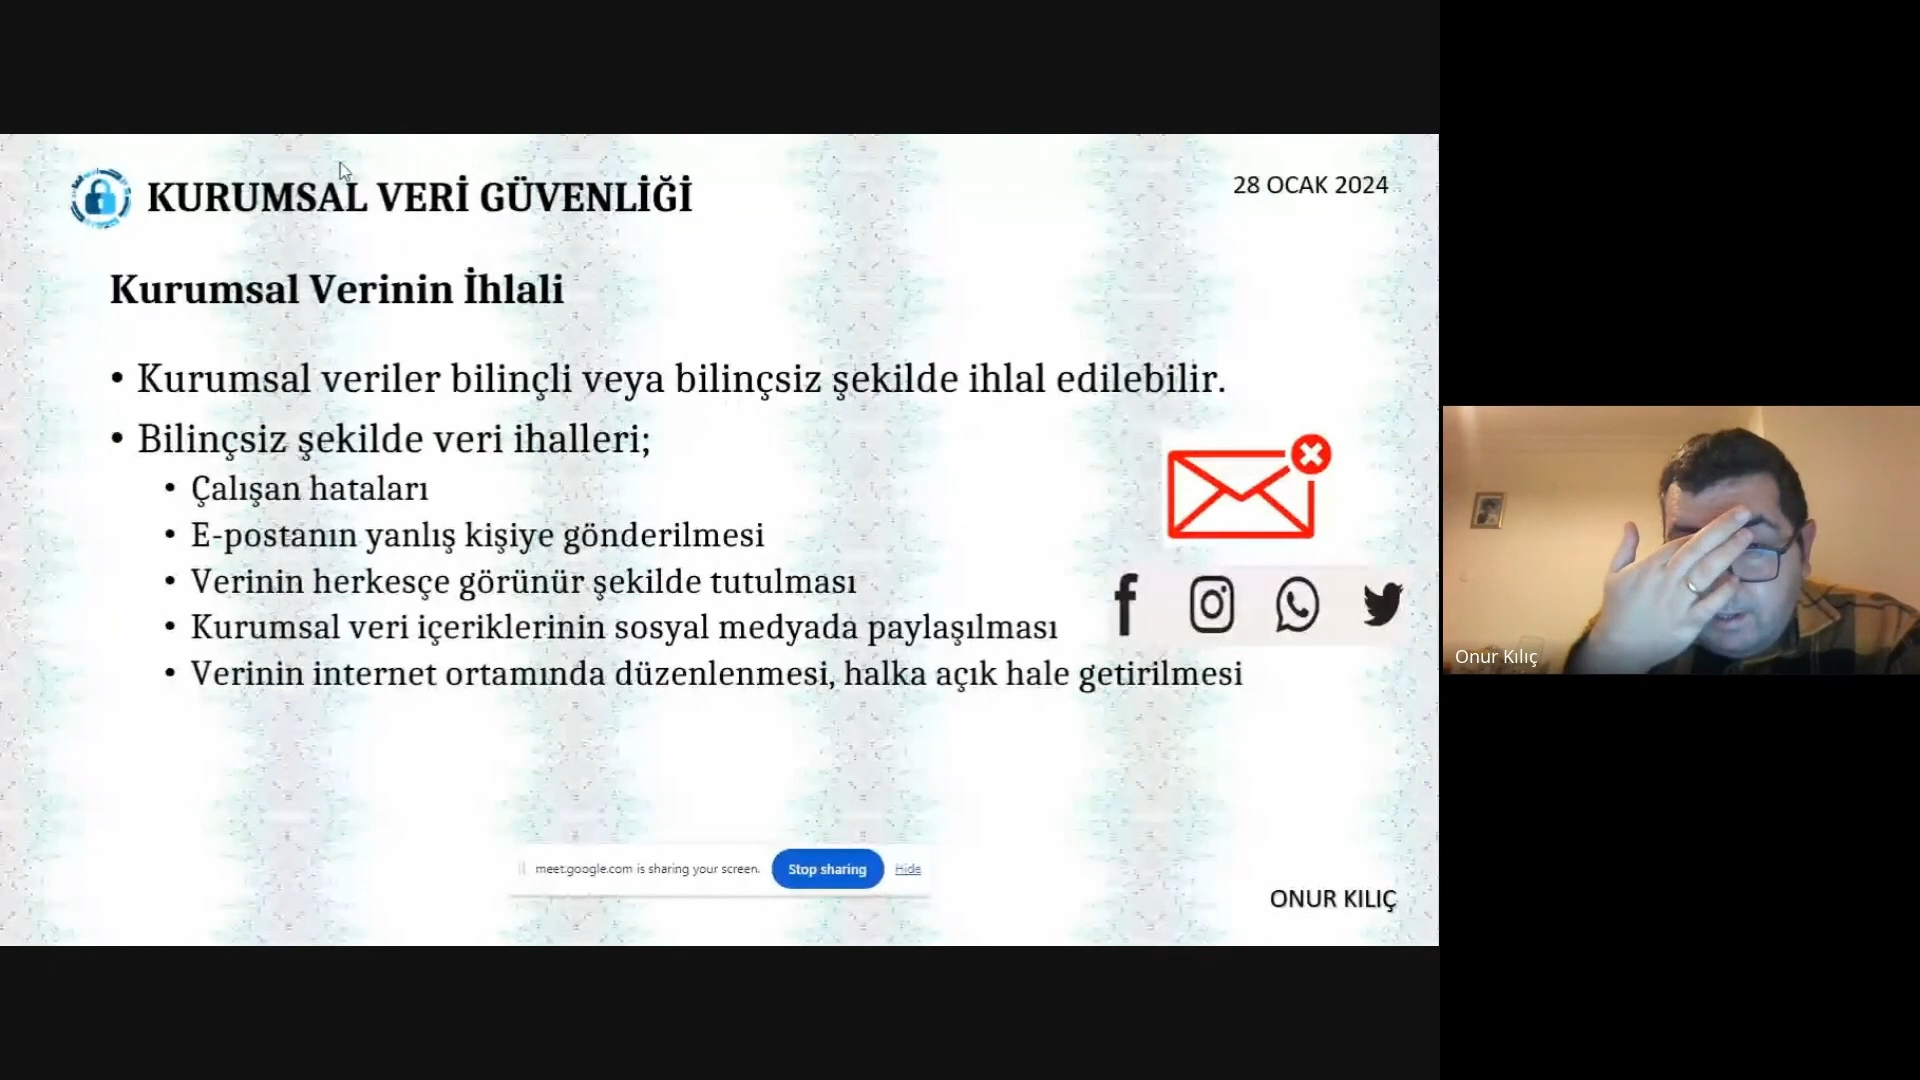 KURUMSAL VERİ GÜVENLİĞİ
28 OCAK 2024
Kurumsal Verinin İhlali
• Kurumsal veriler bilinçli veya bilinçsiz şekilde ihlal edilebilir.
• Bilinçsiz şekilde veri ihalleri;
• Çalışan hataları
• E-postanın yanlış kişiye gönderilmesi
• Verinin herkesçe görünür şekilde tutulması
• Kurumsal veri içeriklerinin sosyal medyada paylaşılması
• Verinin internet ortamında düzenlenmesi, halka açık hale getirilmesi
Onur Kılıç
meet.google.com is sharing your screen. Stop sharing Hide
ONUR KILIÇ